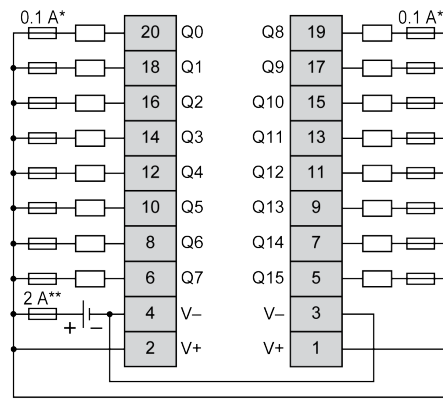 0.1 A* 20 Q0 Q8 19 0.1 A*
18 Q1 Q9 17
16 Q2 Q10 15
14 Q3 Q11 13
12 Q4 Q12 11
10 Q5 Q13 9
8 Q6 Q14 7
6 Q7 Q15 5
2 A** + − 4 V– V– 3
2 V+ V+ 1